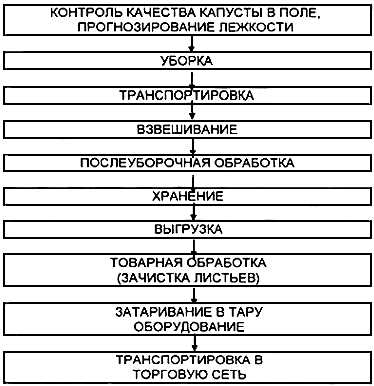 КОНТРОЛЬ КАЧЕСТВА КАПУСТЫ В ПОЛЕ,
ПРОГНОЗИРОВАНИЕ ЛЕЖКОСТИ
УБОРКА
ТРАНСПОРТИРОВКА
ВЗВЕШИВАНИЕ
ПОСЛЕУБОРОЧНАЯ ОБРАБОТКА
ХРАНЕНИЕ
ВЫГРУЗКА
ТОВАРНАЯ ОБРАБОТКА
(ЗАЧИСТКА ЛИСТЬЕВ)
ЗАТАРИВАНИЕ В ТАРУ
ОБОРУДОВАНИЕ
ТРАНСПОРТИРОВКА В
ТОРГОВУЮ СЕТЬ